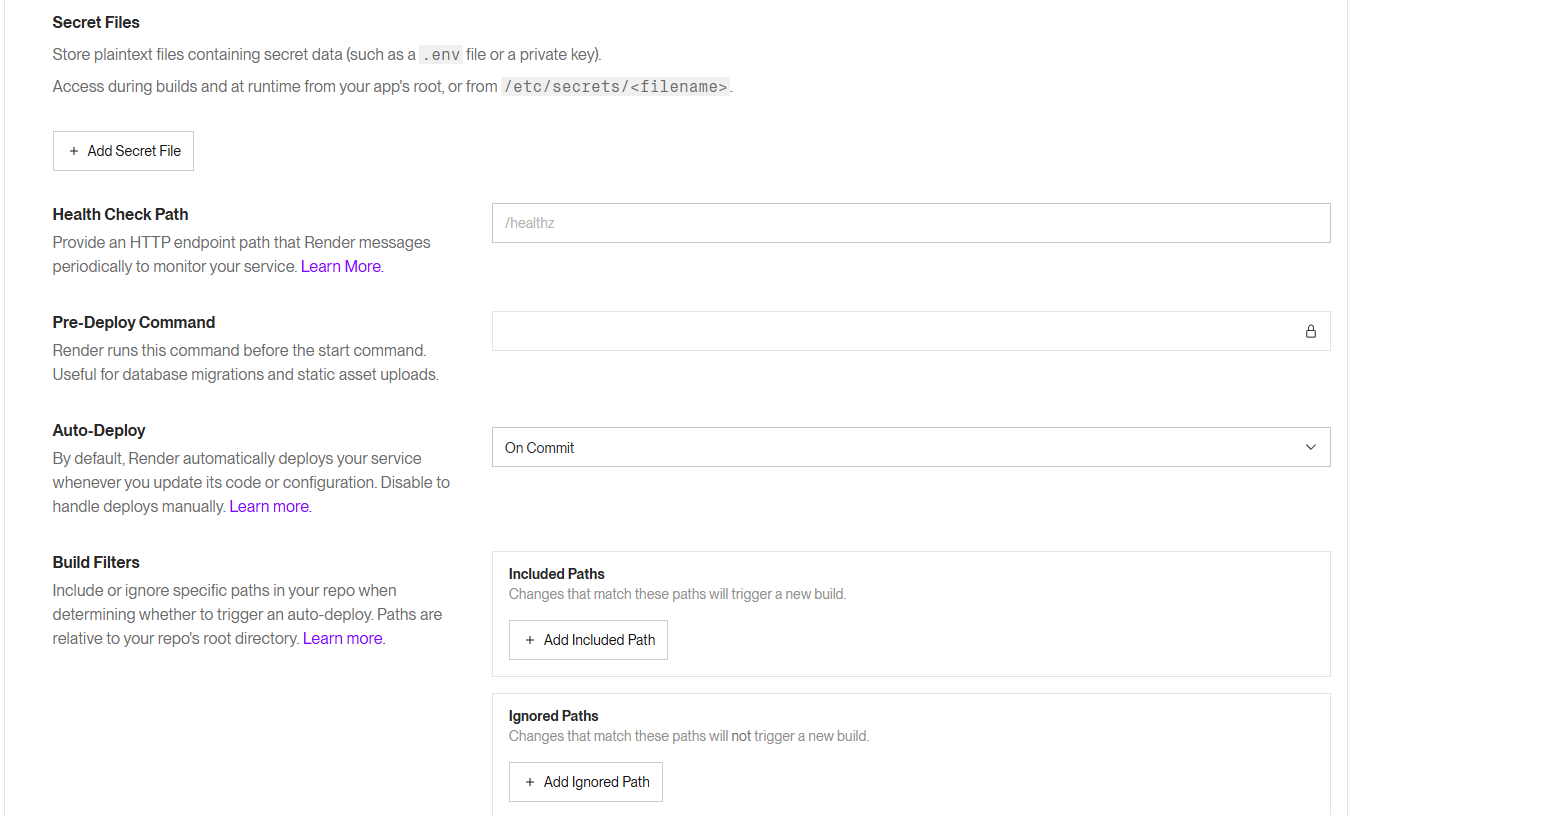 Secret Files
Store plaintext files containing secret data (such as a .env file or a private key).
Access during builds and at runtime from your app's root, or from /etc/secrets/<filename>.
+ Add Secret File
Health Check Path
Provide an HTTP endpoint path that Render messages
periodically to monitor your service. Learn More.
/healthz
Pre-Deploy Command
Render runs this command before the start command.
Useful for database migrations and static asset uploads.
Auto-Deploy
By default, Render automatically deploys your service
whenever you update its code or configuration. Disable to
handle deploys manually. Learn more.
On Commit
Build Filters
Include or ignore specific paths in your repo when
determining whether to trigger an auto-deploy. Paths are
relative to your repo's root directory. Learn more.
Included Paths
Changes that match these paths will trigger a new build.
+ Add Included Path
Ignored Paths
Changes that match these paths will not trigger a new build.
+ Add Ignored Path